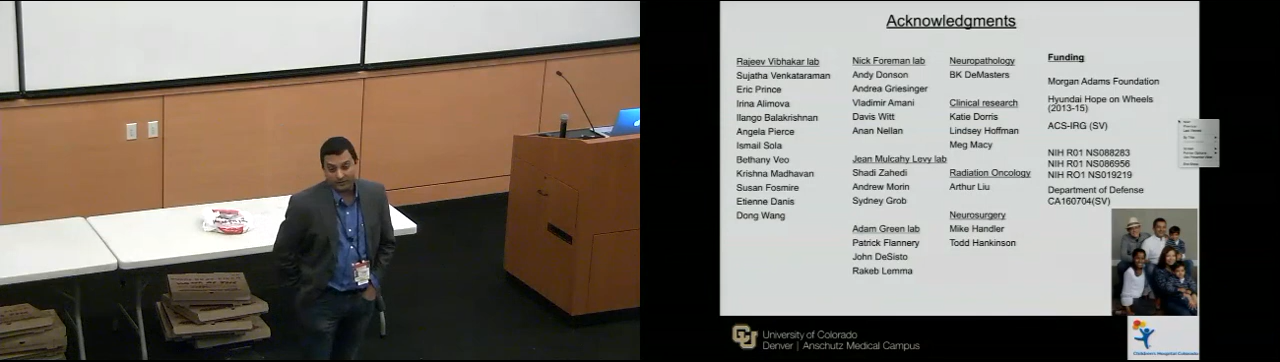 Acknowledgments
Rajeev Vibhakar lab
Sujatha Venkataraman
Eric Prince
Irina Alimova
Ilango Balakrishnan
Angela Pierce
Ismail Sola
Bethany Veo
Krishna Madhavan
Susan Fosmire
Etienne Danis
Dong Wang
Nick Foreman lab
Andy Donson
Andrea Griesinger
Vladimir Amani
Davis Witt
Anan Nellan
Jean Mulcahy Levy lab
Shadi Zahedi
Andrew Morin
Sydney Grob
Adam Green lab
Patrick Flannery
John DeSisto
Rakeb Lemma
Neuropathology
BK DeMasters
Clinical research
Katie Dorris
Lindsey Hoffman
Meg Macy
Radiation Oncology
Arthur Liu
Neurosurgery
Mike Handler
Todd Hankinson
Funding
Morgan Adams Foundation
Hyundai Hope on Wheels
(2013-15)
ACS-IRG (SV)
NIH R01 NS088283
NIH R01 NS086956
NIH RO1 NS019219
Department of Defense
CA160704(SV)
CU
University of Colorado
Denver | Anschutz Medical Campus
Children's Hospital Colorado